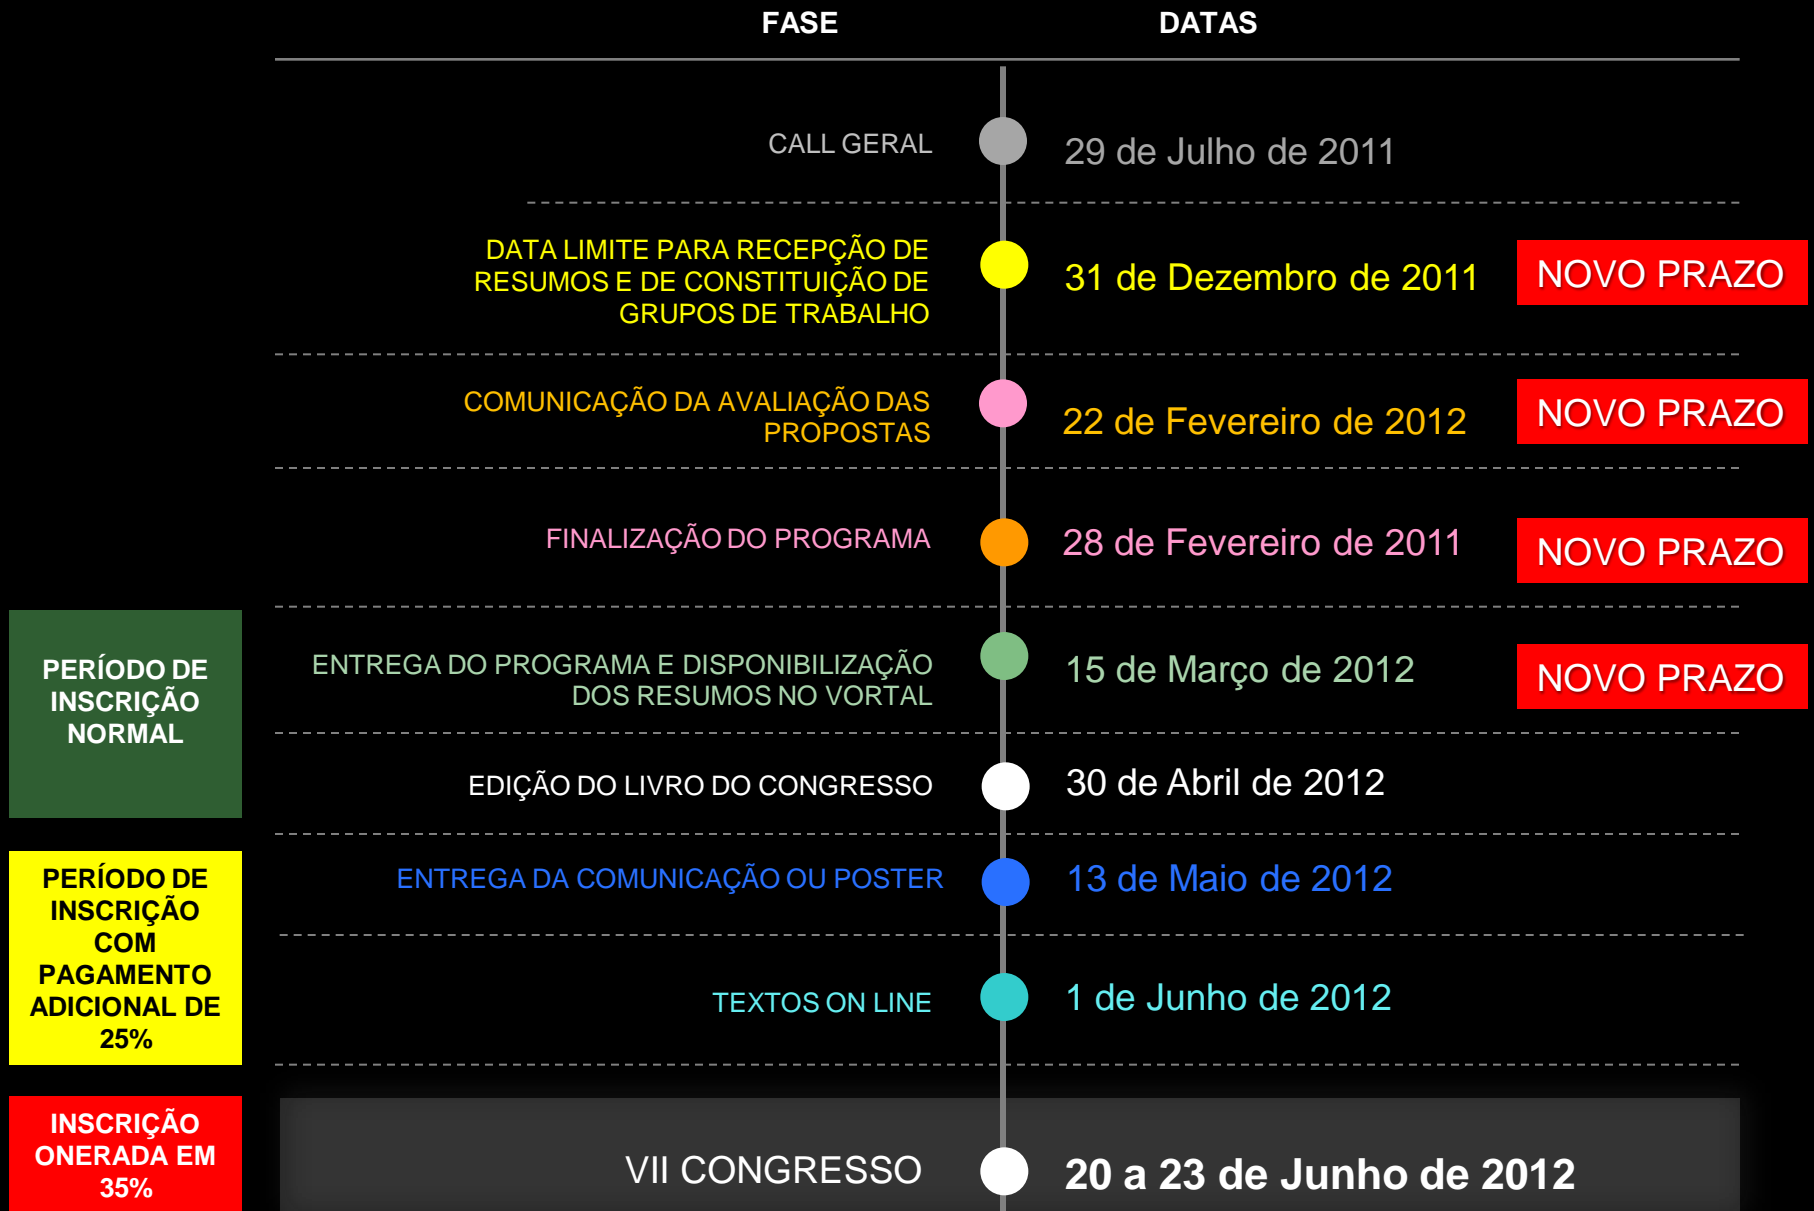 FASE
DATAS
CALL GERAL
29 de Julho de 2011
DATA LIMITE PARA RECEPÇÃO DE
RESUMOS E DE CONSTITUIÇÃO DE
GRUPOS DE TRABALHO
31 de Dezembro de 2011
NOVO PRAZO
COMUNICAÇÃO DA AVALIAÇÃO DAS
PROPOSTAS
22 de Fevereiro de 2012
NOVO PRAZO
FINALIZAÇÃO DO PROGRAMA
28 de Fevereiro de 2011
NOVO PRAZO
PERÍODO DE
INSCRIÇÃO
NORMAL
ENTREGA DO PROGRAMA E DISPONIBILIZAÇÃO
DOS RESUMOS NO VORTAL
15 de Março de 2012
NOVO PRAZO
EDIÇÃO DO LIVRO DO CONGRESSO
30 de Abril de 2012
PERÍODO DE
INSCRIÇÃO
COM
PAGAMENTO
ADICIONAL DE
25%
ENTREGA DA COMUNICAÇÃO OU POSTER
13 de Maio de 2012
TEXTOS ON LINE
1 de Junho de 2012
INSCRIÇÃO
ONERADA EM
35%
VII CONGRESSO
20 a 23 de Junho de 2012